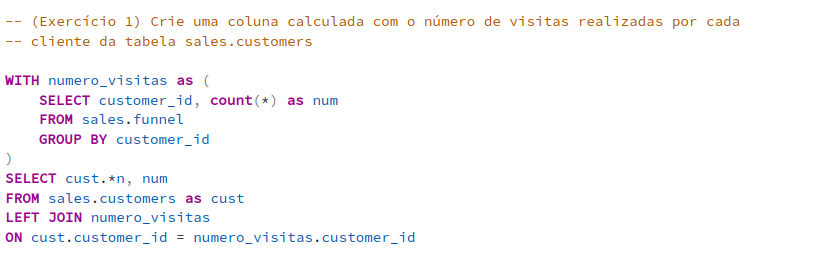 -- (Exercício 1) Crie uma coluna calculada com o número de visitas realizadas por cada
-- cliente da tabela sales.customers
WITH numero_visitas as (
SELECT customer_id, count(*) as num
FROM sales.funnel
GROUP BY customer_id
)
SELECT cust.*n, num
FROM sales.customers as cust
LEFT JOIN numero_visitas
ON cust.customer_id = numero_visitas.customer_id